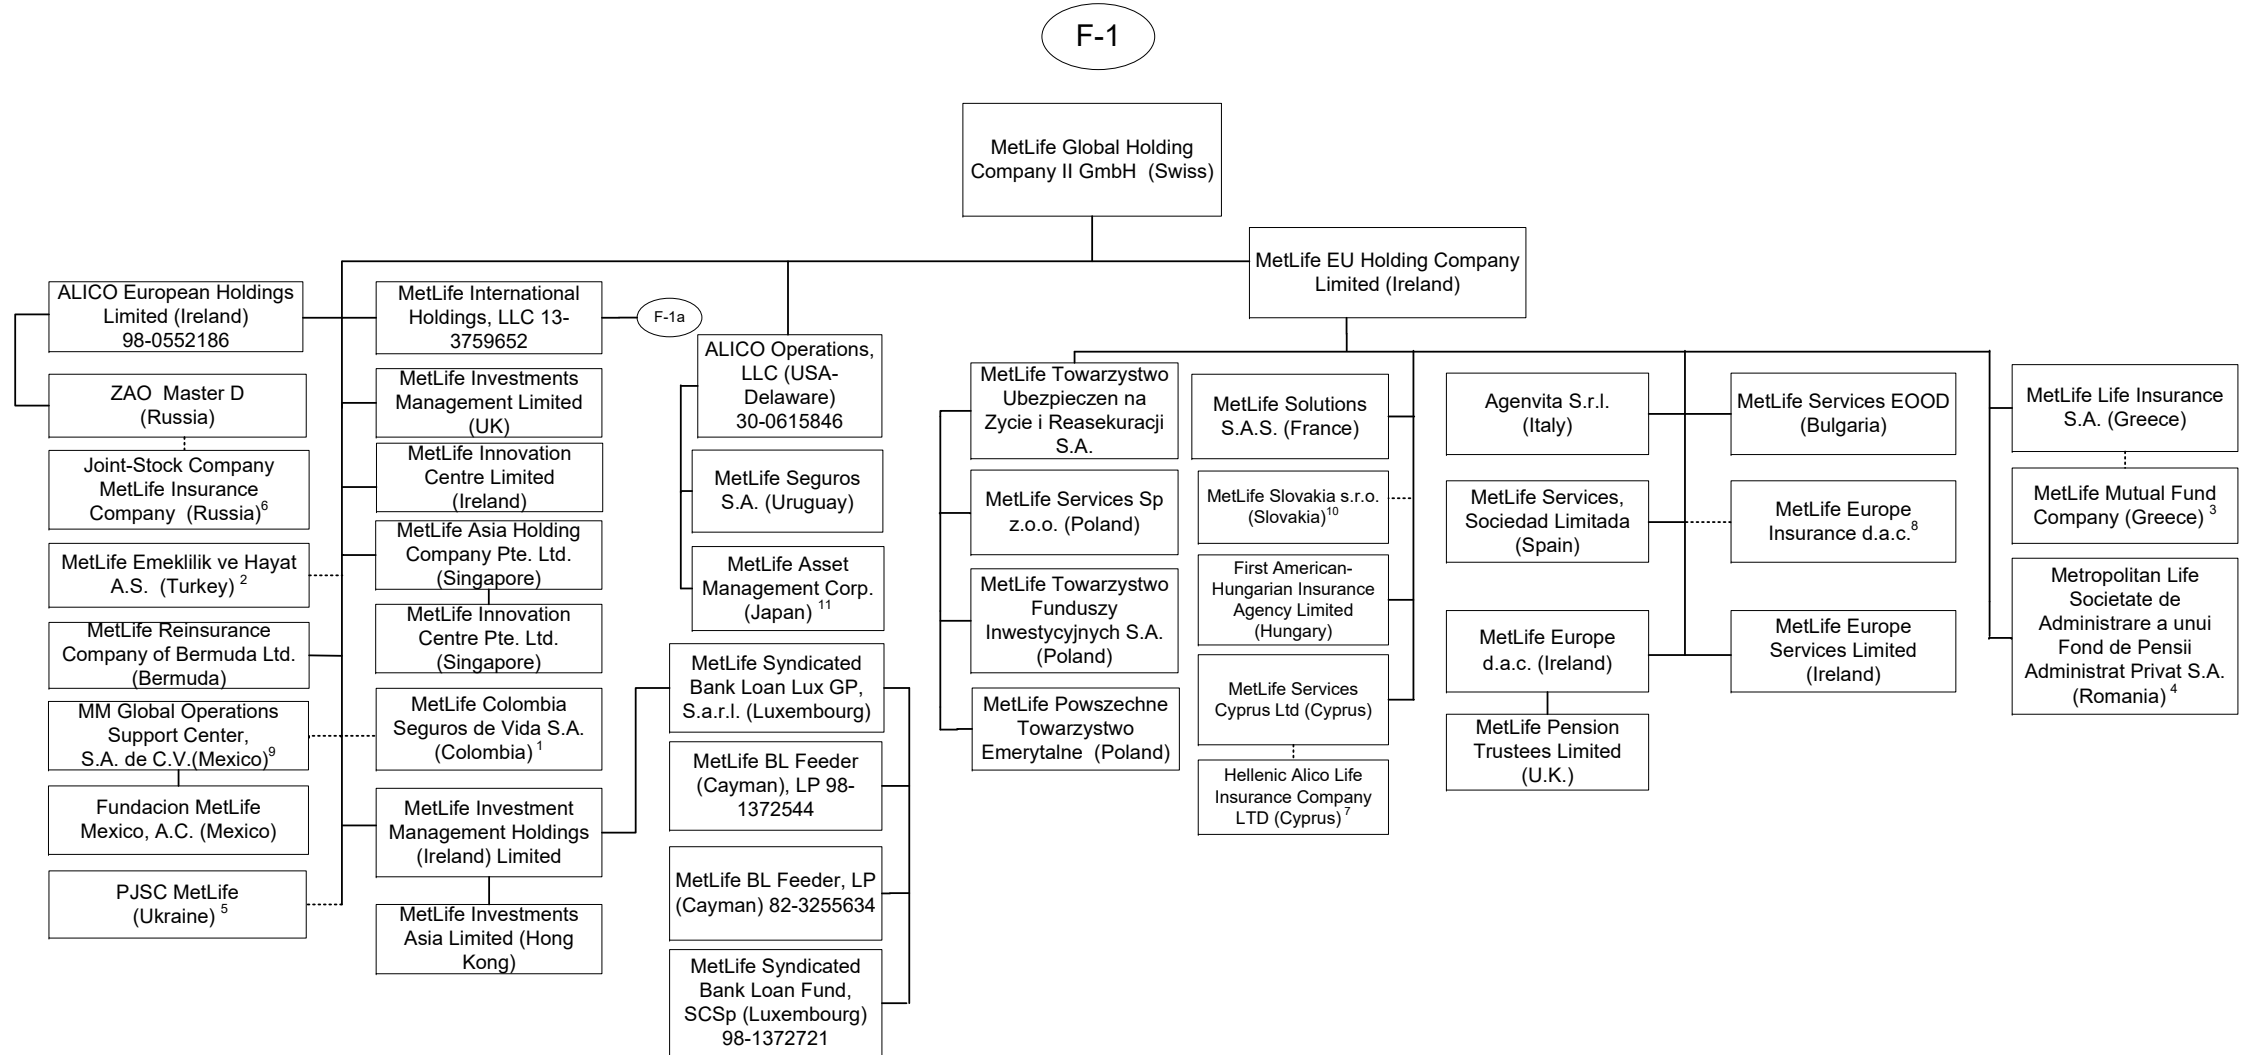 F-1
MetLife Global Holding
Company II GmbH (Swiss)
MetLife EU Holding Company
Limited (Ireland)
ALICO European Holdings
Limited (Ireland)
98-0552186
ZAO Master D
(Russia)
Joint-Stock Company
MetLife Insurance
Company (Russia)6
MetLife Emeklilik ve Hayat
A.S. (Turkey) 2
MetLife Reinsurance
Company of Bermuda Ltd.
(Bermuda)
MM Global Operations
Support Center,
S.A. de C.V.(Mexico)9
Fundacion MetLife
Mexico, A.C. (Mexico)
PJSC MetLife
(Ukraine) 5
MetLife International
Holdings, LLC 13-
3759652
F-1a
MetLife Investments
Management Limited
(UK)
MetLife Innovation
Centre Limited
(Ireland)
MetLife Asia Holding
Company Pte. Ltd.
(Singapore)
MetLife Innovation
Centre Pte. Ltd.
(Singapore)
MetLife Colombia
Seguros de Vida S.A.
(Colombia) 1
MetLife Investment
Management Holdings
(Ireland) Limited
MetLife Investments
Asia Limited (Hong
Kong)
ALICO Operations,
LLC (USA-
Delaware)
30-0615846
MetLife Seguros
S.A. (Uruguay)
MetLife Asset
Management Corp.
(Japan) 11
MetLife Syndicated
Bank Loan Lux GP,
S.a.r.l. (Luxembourg)
MetLife BL Feeder
(Cayman), LP 98-
1372544
MetLife BL Feeder, LP
(Cayman) 82-3255634
MetLife Syndicated
Bank Loan Fund,
SCSp (Luxembourg)
98-1372721
MetLife Towarzystwo
Ubezpieczen na
Zycie i Reasekuracji
S.A.
MetLife Services Sp
z.o.o. (Poland)
MetLife Towarzystwo
Funduszy
Inwestycyjnych S.A.
(Poland)
MetLife Powszechne
Towarzystwo
Emerytalne (Poland)
MetLife Solutions
S.A.S. (France)
MetLife Slovakia s.r.o.
(Slovakia)10
First American-
Hungarian Insurance
Agency Limited
(Hungary)
MetLife Services
Cyprus Ltd (Cyprus)
Hellenic Alico Life
Insurance Company
LTD (Cyprus) 7
Agenvita S.r.l.
(Italy)
MetLife Services,
Sociedad Limitada
(Spain)
MetLife Europe
d.a.c. (Ireland)
MetLife Pension
Trustees Limited
(U.K.)
MetLife Services EOOD
(Bulgaria)
MetLife Europe
Insurance d.a.c.8
MetLife Europe
Services Limited
(Ireland)
MetLife Life Insurance
S.A. (Greece)
MetLife Mutual Fund
Company (Greece) 3
Metropolitan Life
Societate de
Administrare a unui
Fond de Pensii
Administrat Privat S.A.
(Romania) 4